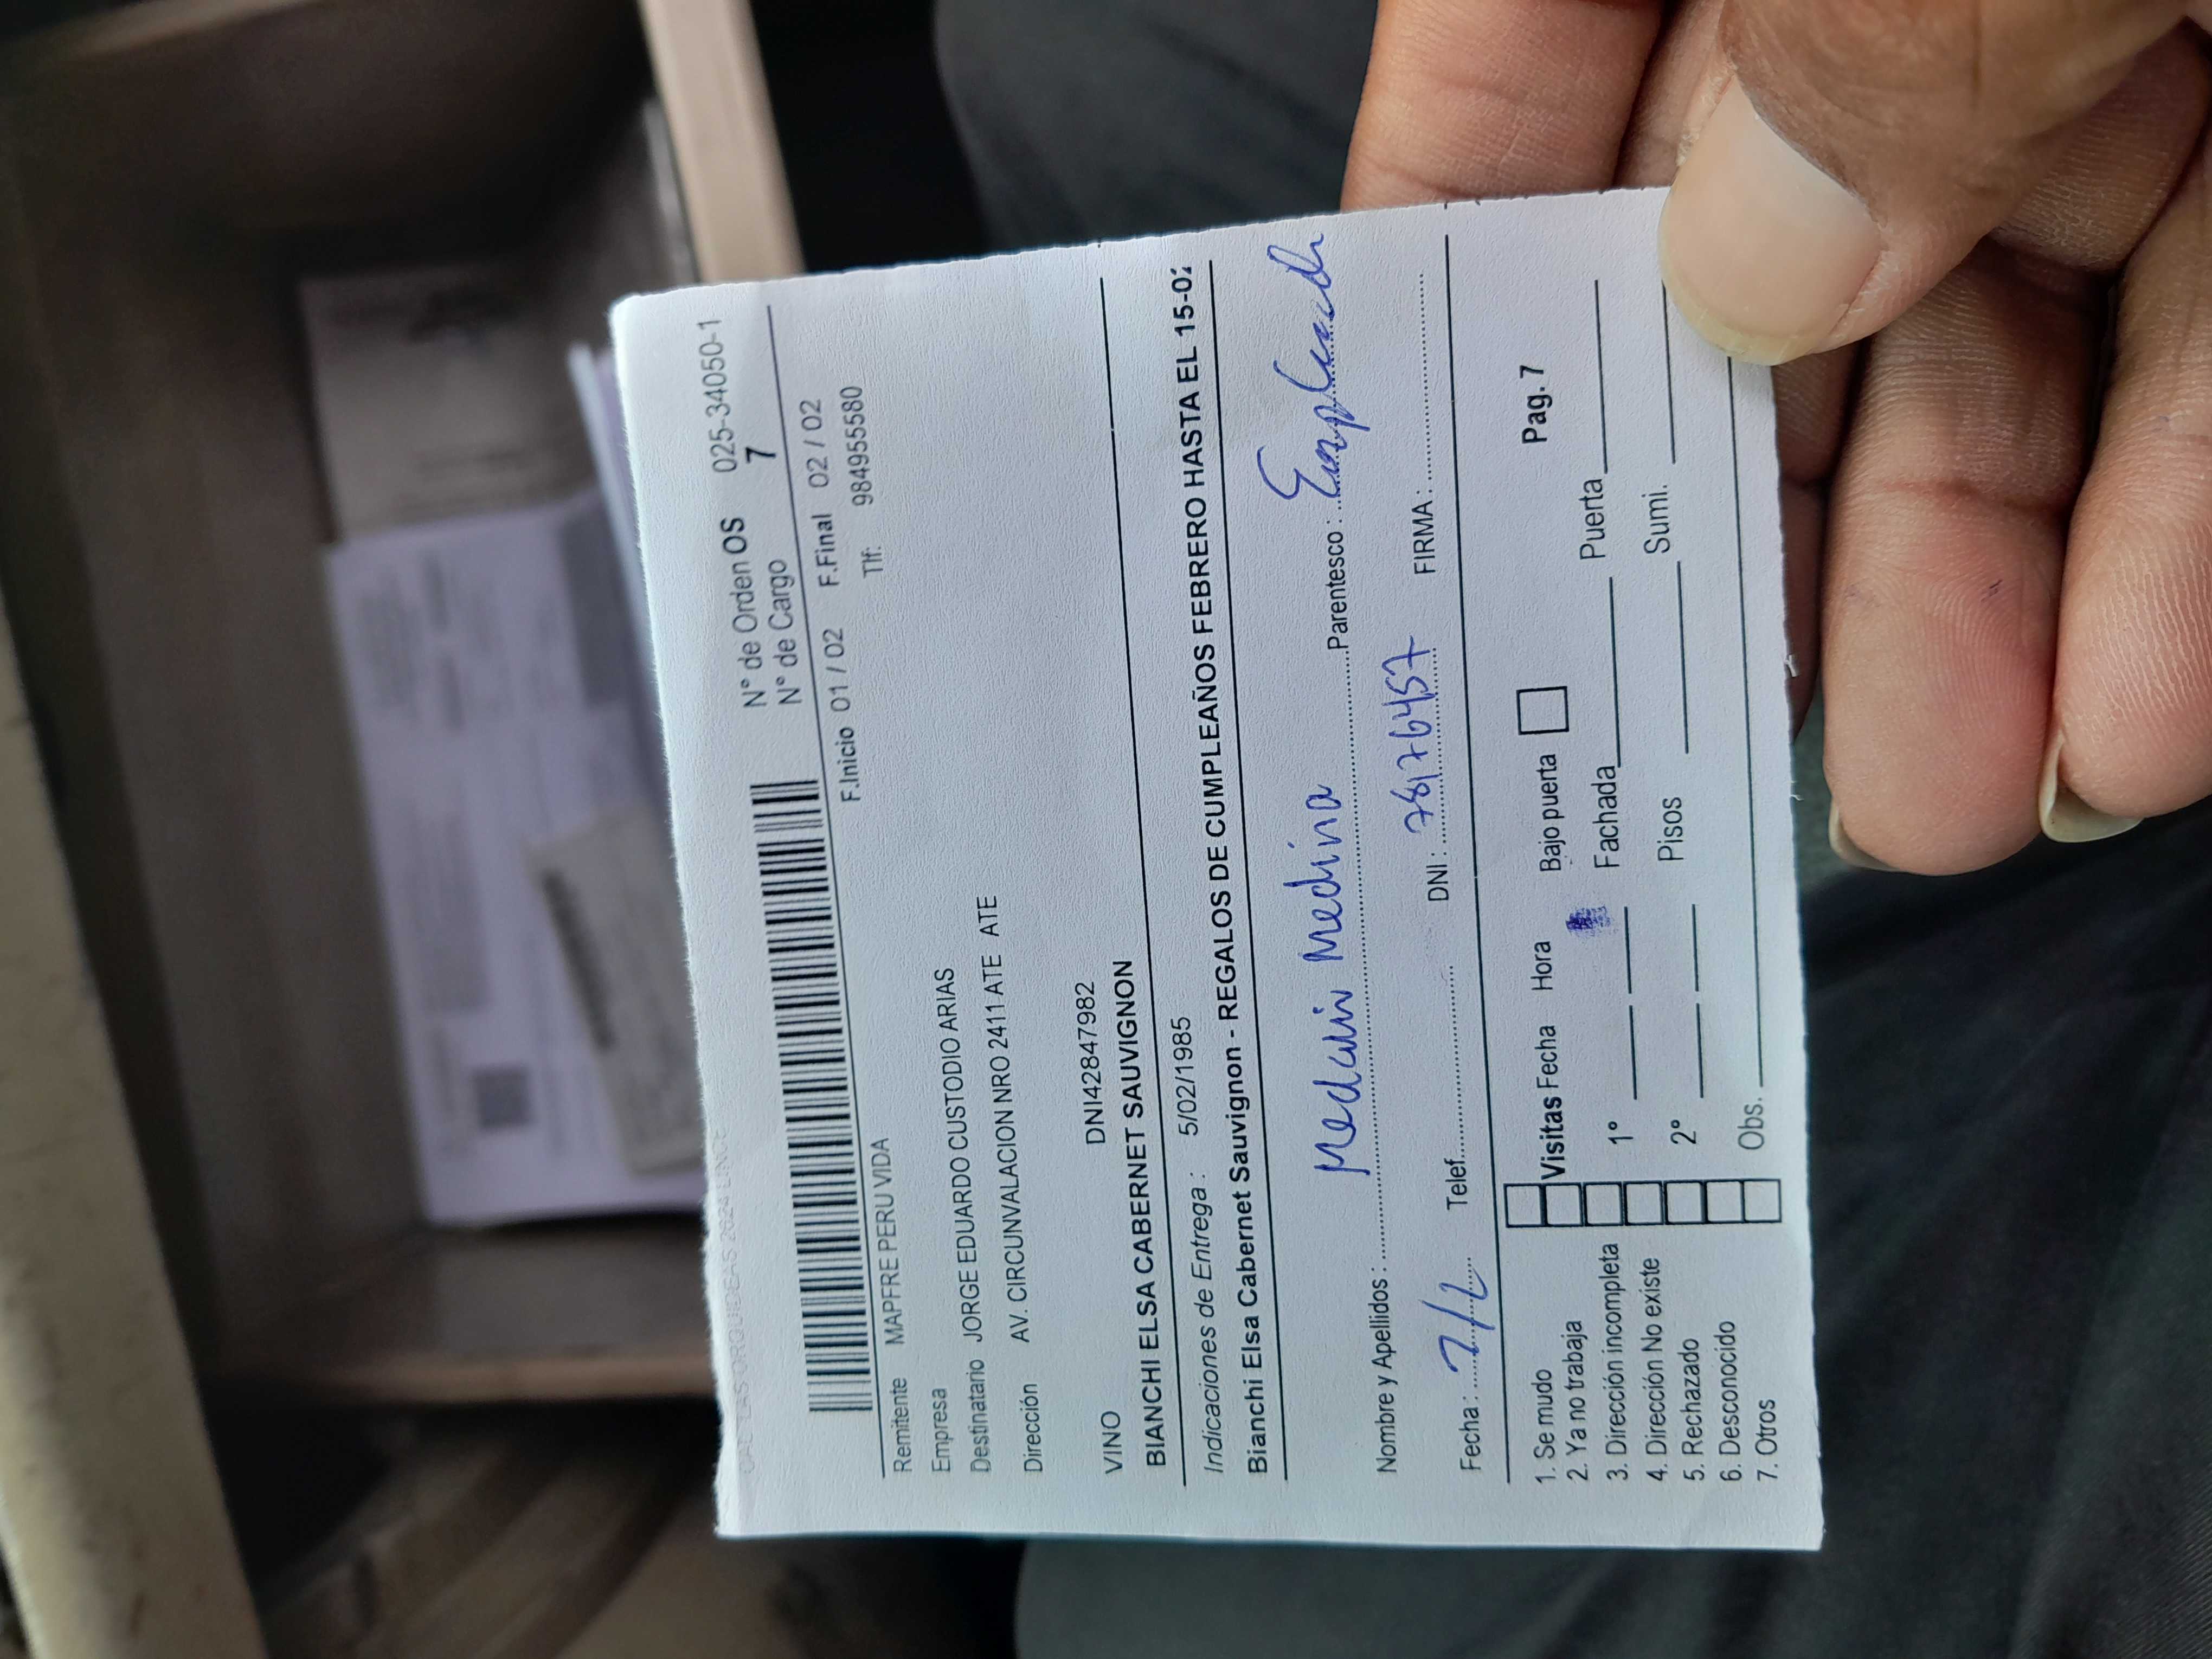 CALLAS ORQUIDEAS 2624 LINCE
N° de Orden OS 025-34050-1
N° de Cargo 7
F.Inicio 01 / 02 F.Final 02 / 02
Remitente MAPFRE PERU VIDA
Tlf: 984955580
Empresa
Destinatario JORGE EDUARDO CUSTODIO ARIAS
Dirección AV. CIRCUNVALACION NRO 2411 ATE ATE
DNI42847982
VINO
BIANCHI ELSA CABERNET SAUVIGNON
Indicaciones de Entrega : 5/02/1985
Bianchi Elsa Cabernet Sauvignon - REGALOS DE CUMPLEAÑOS FEBRERO HASTA EL 15-02
Nombre y Apellidos : Medina Parentesco :
Fecha : 7/2 Telef. DNI : 78176457 FIRMA :
1. Se mudo
2. Ya no trabaja
3. Dirección incompleta
4. Dirección No existe
5. Rechazado
6. Desconocido
7. Otros
Visitas Fecha Hora Bajo puerta Pag. 7
1° Fachada Puerta
2° Pisos Sumi.
Obs.